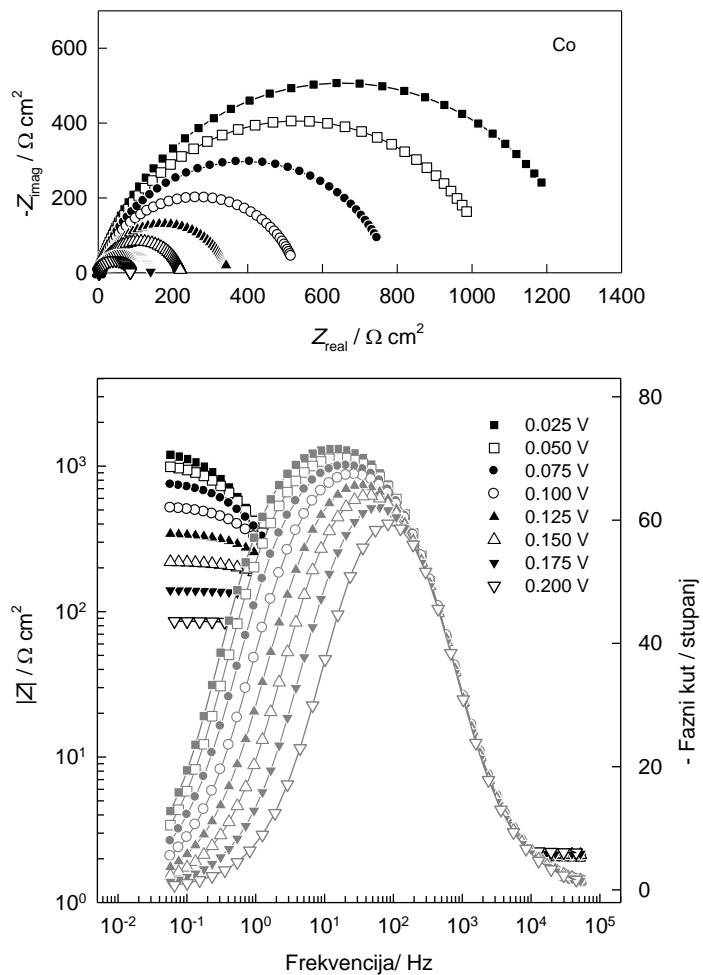 600
400
200
0
Co
-Z imag / Ω cm²
0 200 400 600 800 1000 1200 1400
Z real / Ω cm²
10³
10²
10¹
10⁰
|Z| / Ω cm²
80
60
40
20
0
- Fazni kut / stupanj
0.025 V
0.050 V
0.075 V
0.100 V
0.125 V
0.150 V
0.175 V
0.200 V
10⁻² 10⁻¹ 10⁰ 10¹ 10² 10³ 10⁴ 10⁵
Frekvencija/ Hz